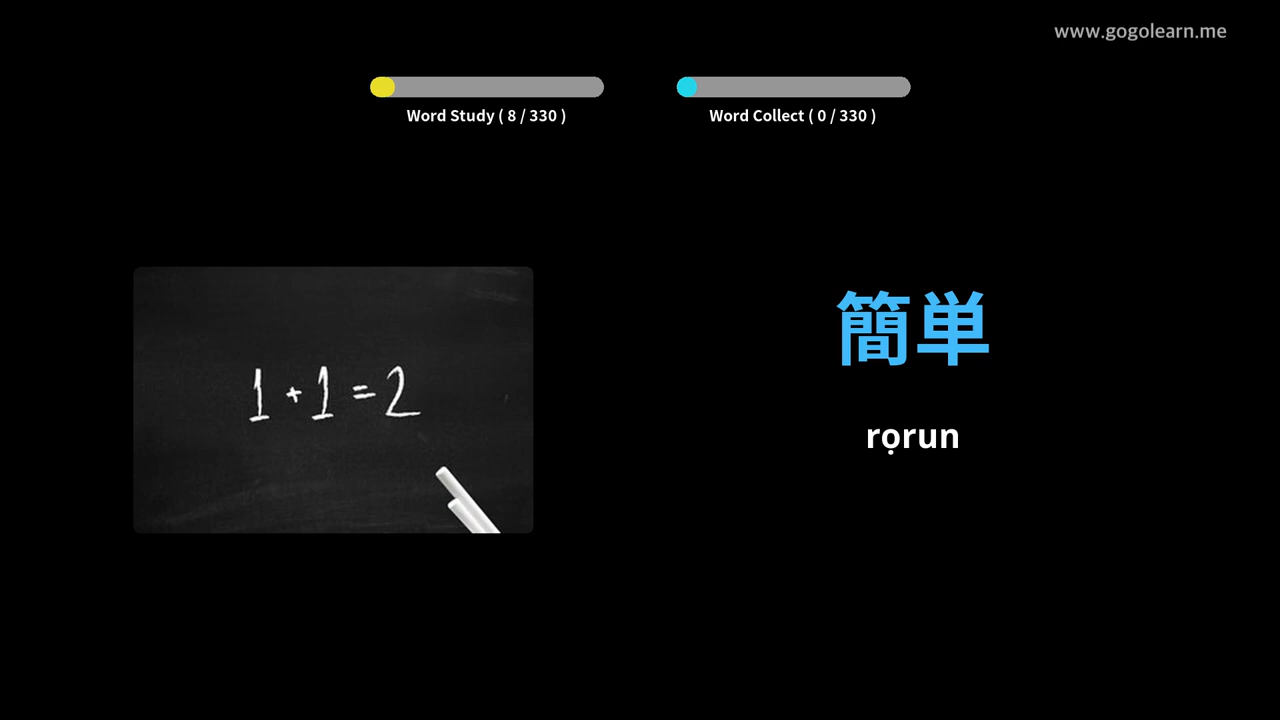 www.gogolearn.me
Word Study ( 8 / 330 )
Word Collect ( 0 / 330 )
1 + 1 = 2
簡単
rọrun